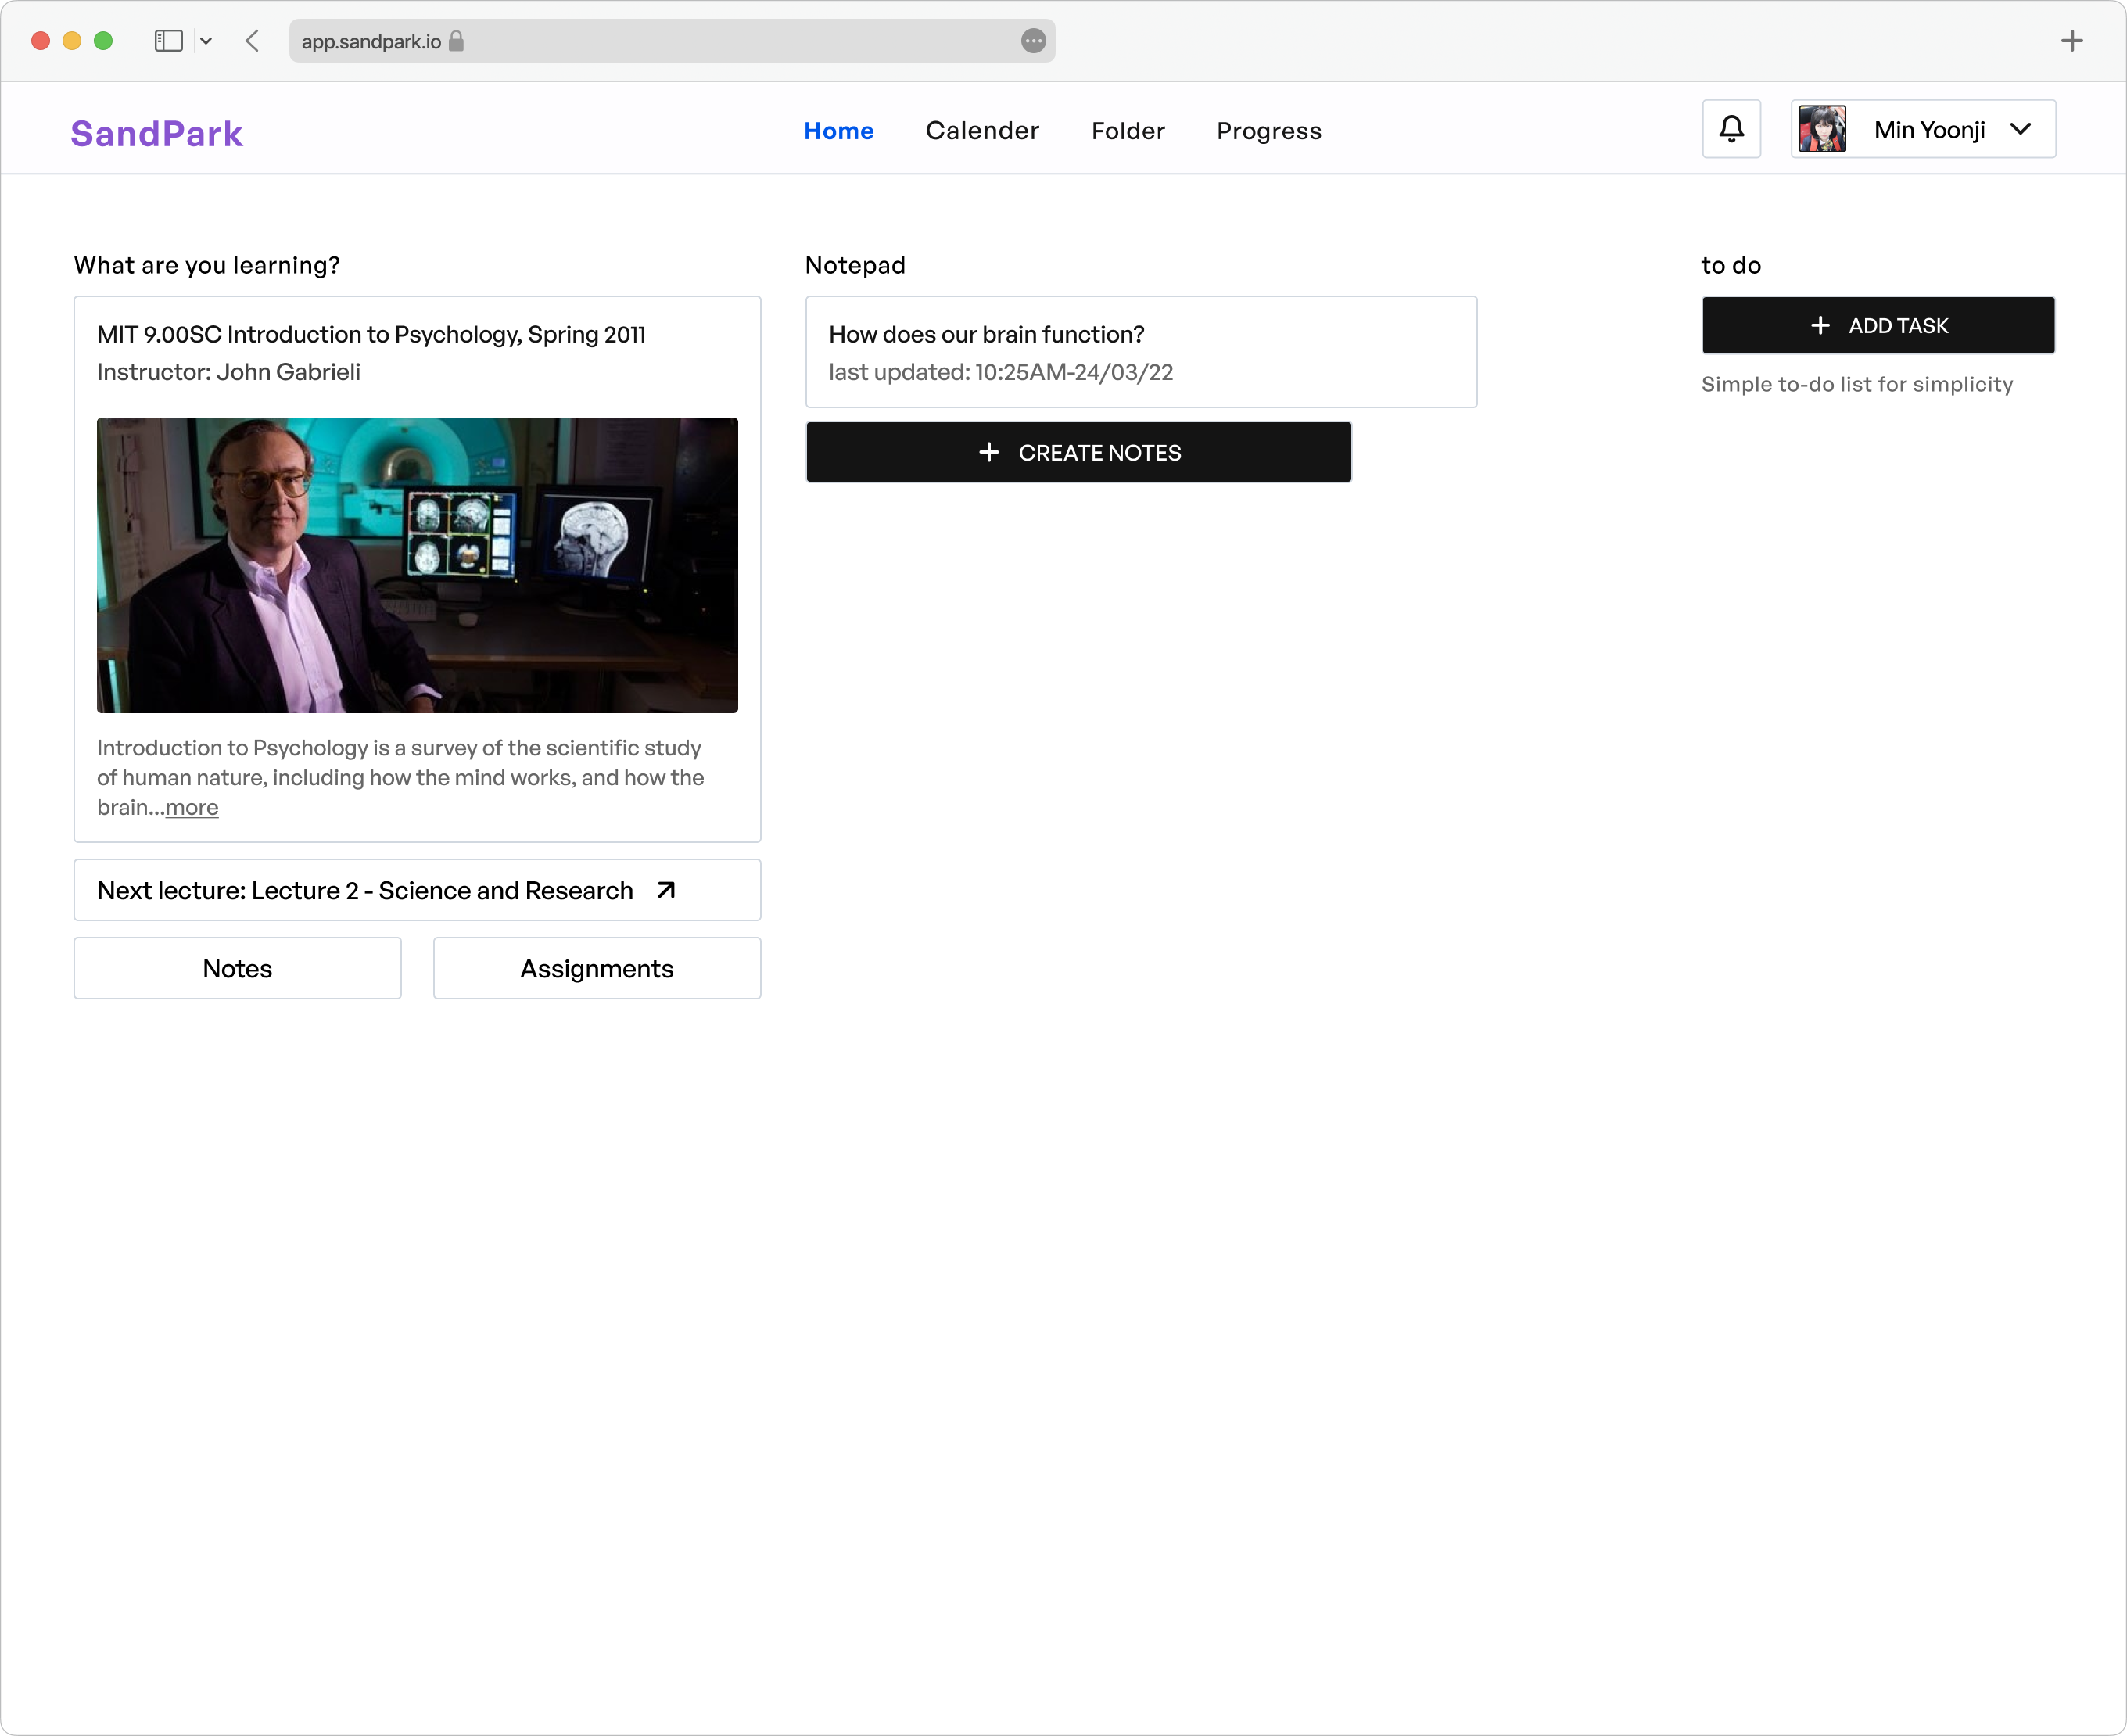 app.sandpark.io
SandPark
Home
Calender
Folder
Progress
Min Yoonji
What are you learning?
MIT 9.00SC Introduction to Psychology, Spring 2011
Instructor: John Gabrieli
Introduction to Psychology is a survey of the scientific study
of human nature, including how the mind works, and how the
brain...more
Next lecture: Lecture 2 - Science and Research
Notes
Assignments
Notepad
How does our brain function?
last updated: 10:25AM-24/03/22
CREATE NOTES
to do
ADD TASK
Simple to-do list for simplicity